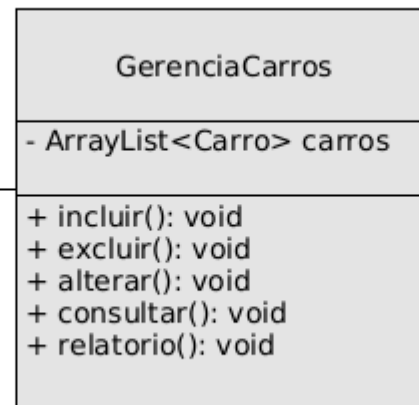 GerenciaCarros
- ArrayList<Carro> carros
+ incluir(): void
+ excluir(): void
+ alterar(): void
+ consultar(): void
+ relatorio(): void